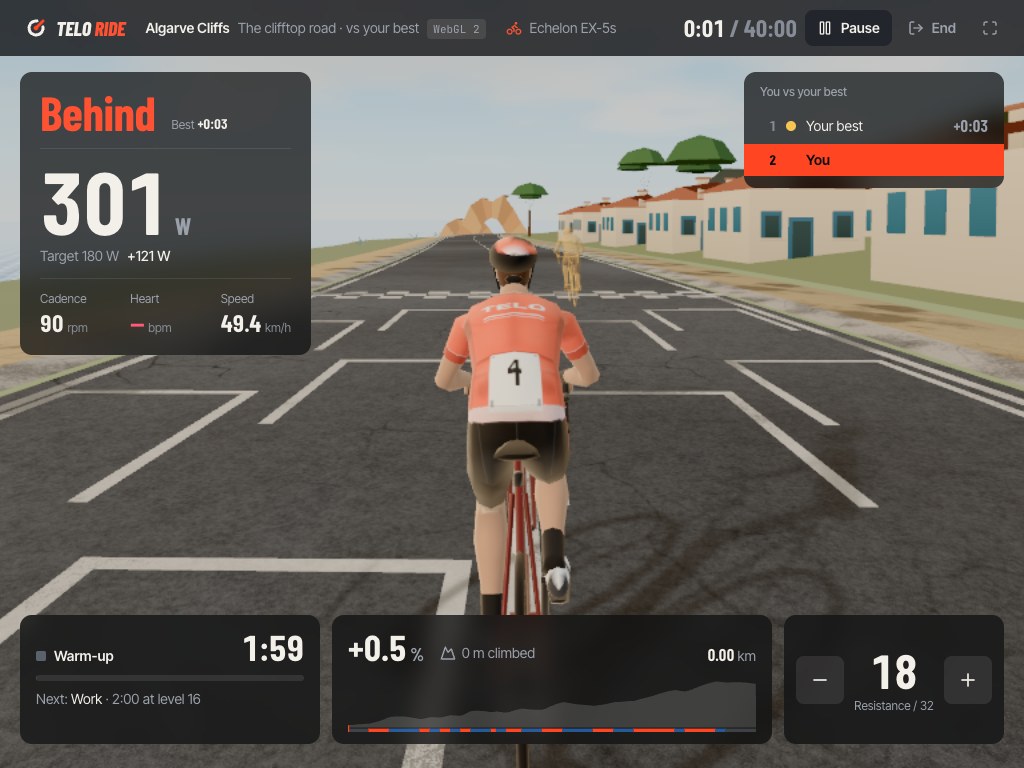 TELO RIDE
Algarve Cliffs The clifftop road · vs your best WebGL 2 Echelon EX-5s
0:01 / 40:00 Pause End
Behind Best +0:03
301 W
Target 180 W +121 W
Cadence Heart Speed
90 rpm – bpm 49.4 km/h
You vs your best
1 Your best +0:03
2 You
TELO
4
Warm-up 1:59
Next: Work · 2:00 at level 16
+0.5 % 0 m climbed 0.00 km
− 18 +
Resistance / 32